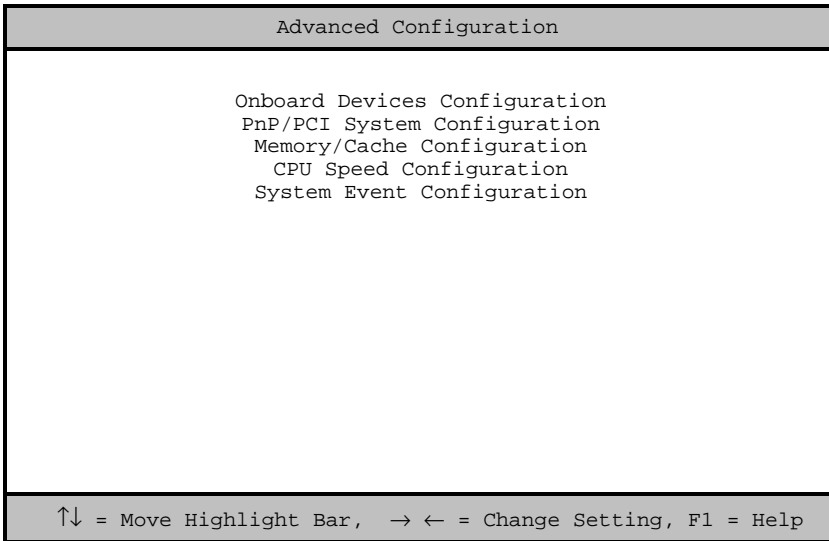 Advanced Configuration
Onboard Devices Configuration
PnP/PCI System Configuration
Memory/Cache Configuration
CPU Speed Configuration
System Event Configuration
↑↓ = Move Highlight Bar, → ← = Change Setting, F1 = Help